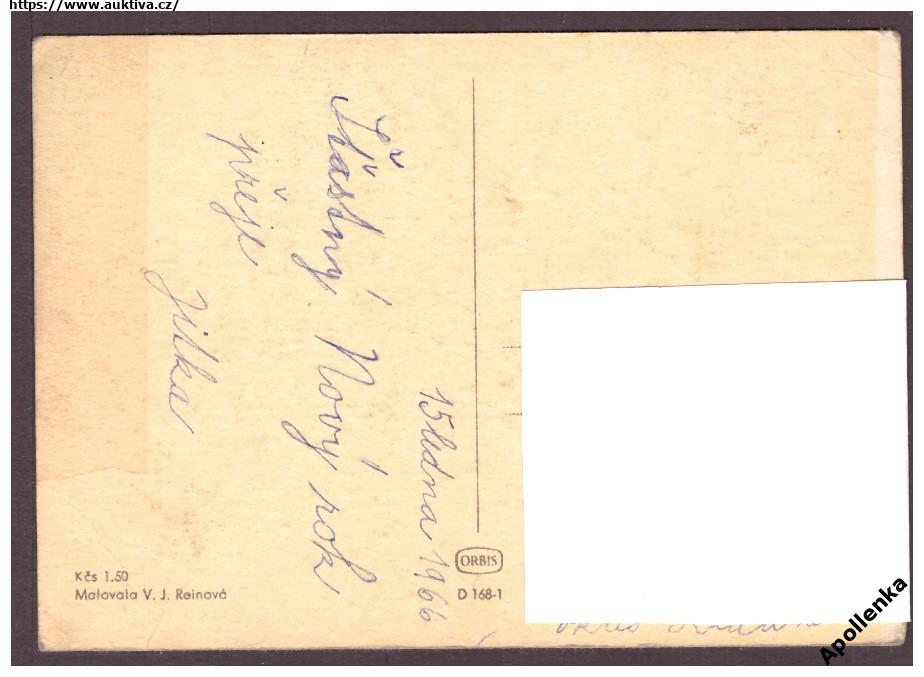 https://www.auktiva.cz/
15 ledna 1966
Šťastný Nový rok
přeje
Jitka
Kčs 1.50
Malovala V. J. Reinová
ORBIS
D 168-1
okres
Apollenka